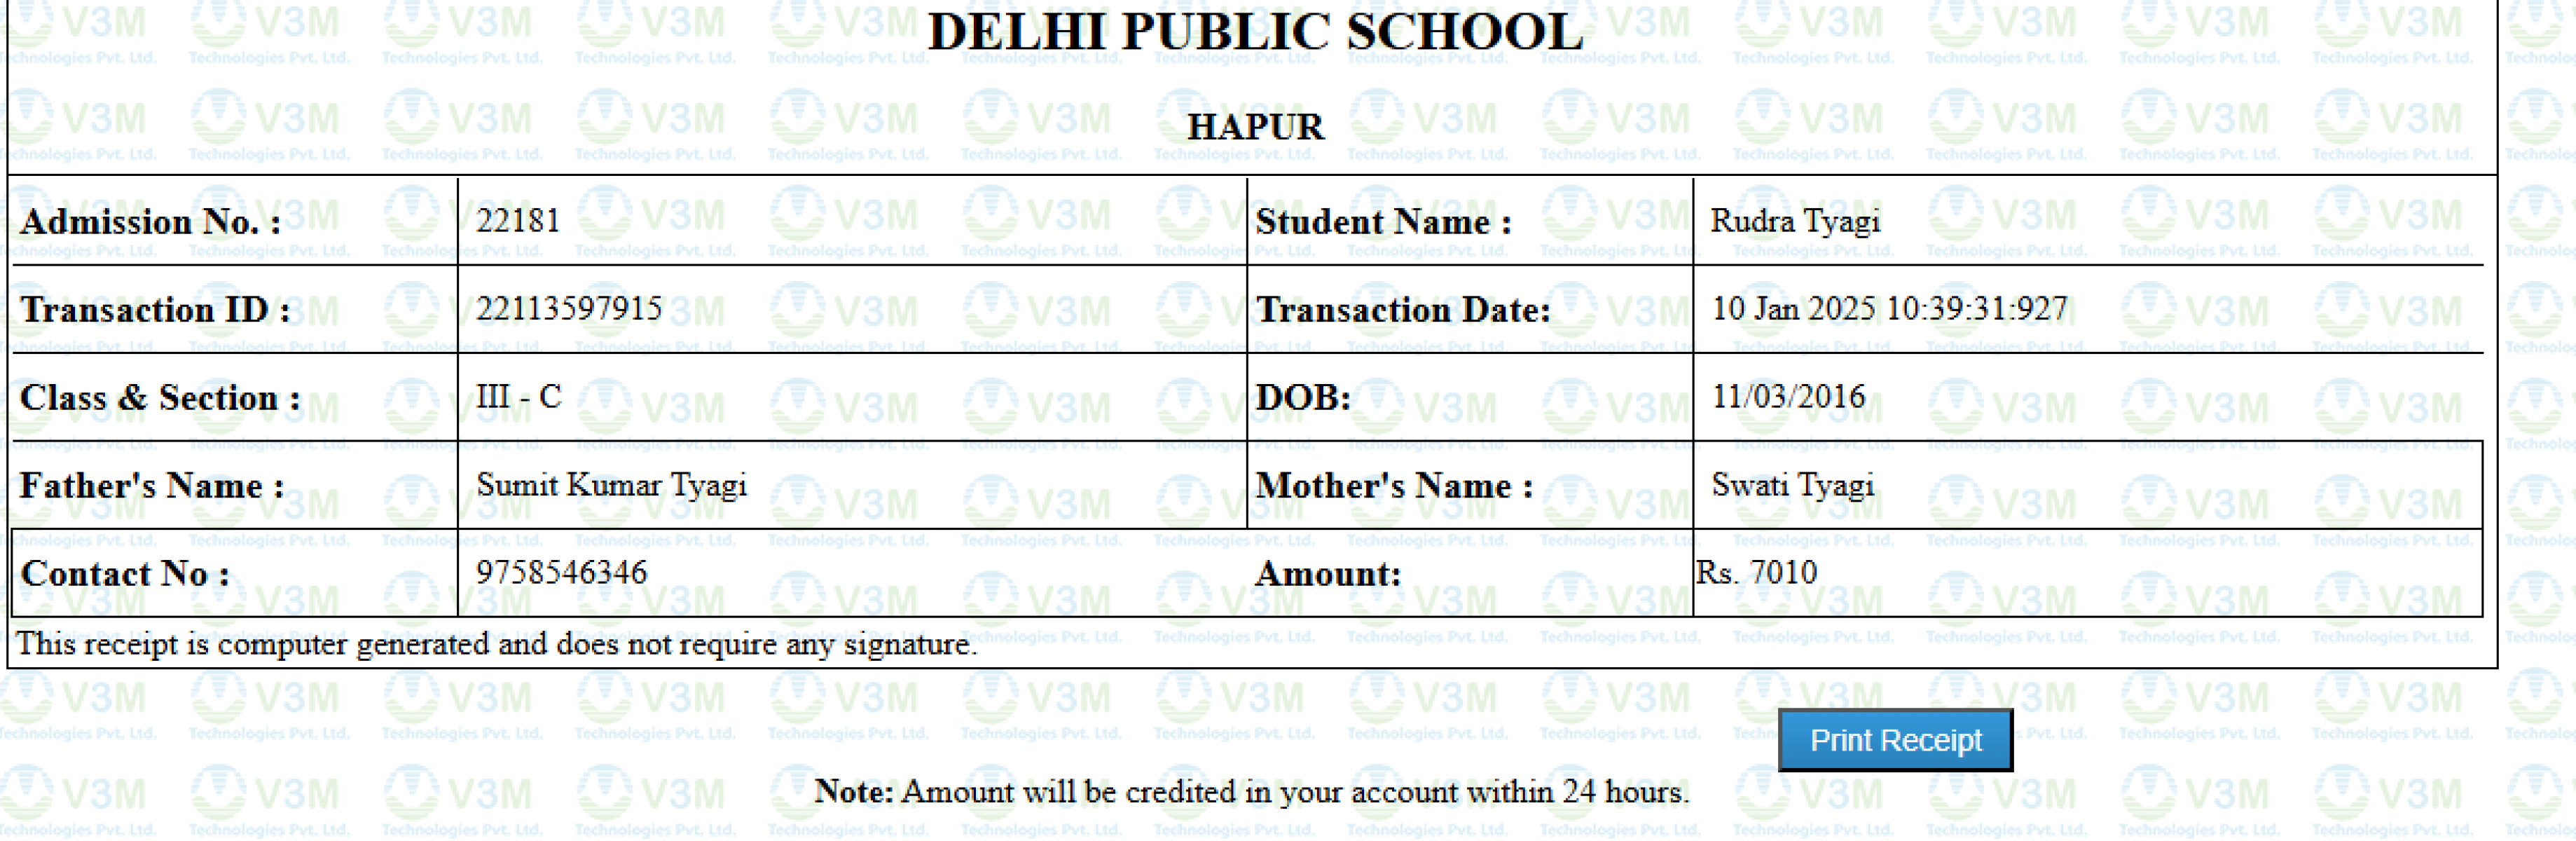 DELHI PUBLIC SCHOOL
HAPUR
Admission No. : 22181 Student Name : Rudra Tyagi
Transaction ID : 22113597915 Transaction Date: 10 Jan 2025 10:39:31:927
Class & Section : III - C DOB: 11/03/2016
Father's Name : Sumit Kumar Tyagi Mother's Name : Swati Tyagi
Contact No : 9758546346 Amount: Rs. 7010
This receipt is computer generated and does not require any signature.
Print Receipt
Note: Amount will be credited in your account within 24 hours.
V3M
Technologies Pvt. Ltd.